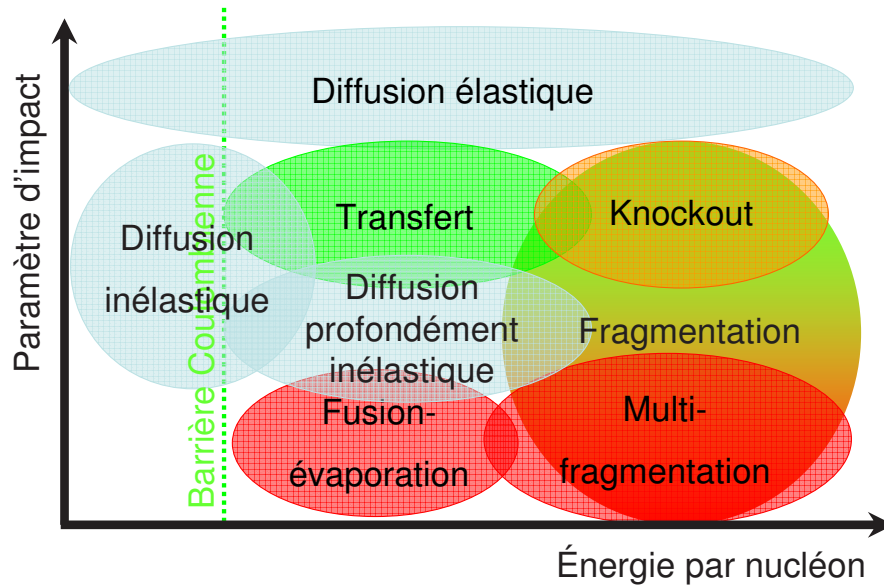 Paramètre d'impact
Diffusion élastique
Barrière Coulombienne
Transfert
Knockout
Diffusion
inélastique
Diffusion
profondément
inélastique
Fragmentation
Fusion-
évaporation
Multi-
fragmentation
Énergie par nucléon